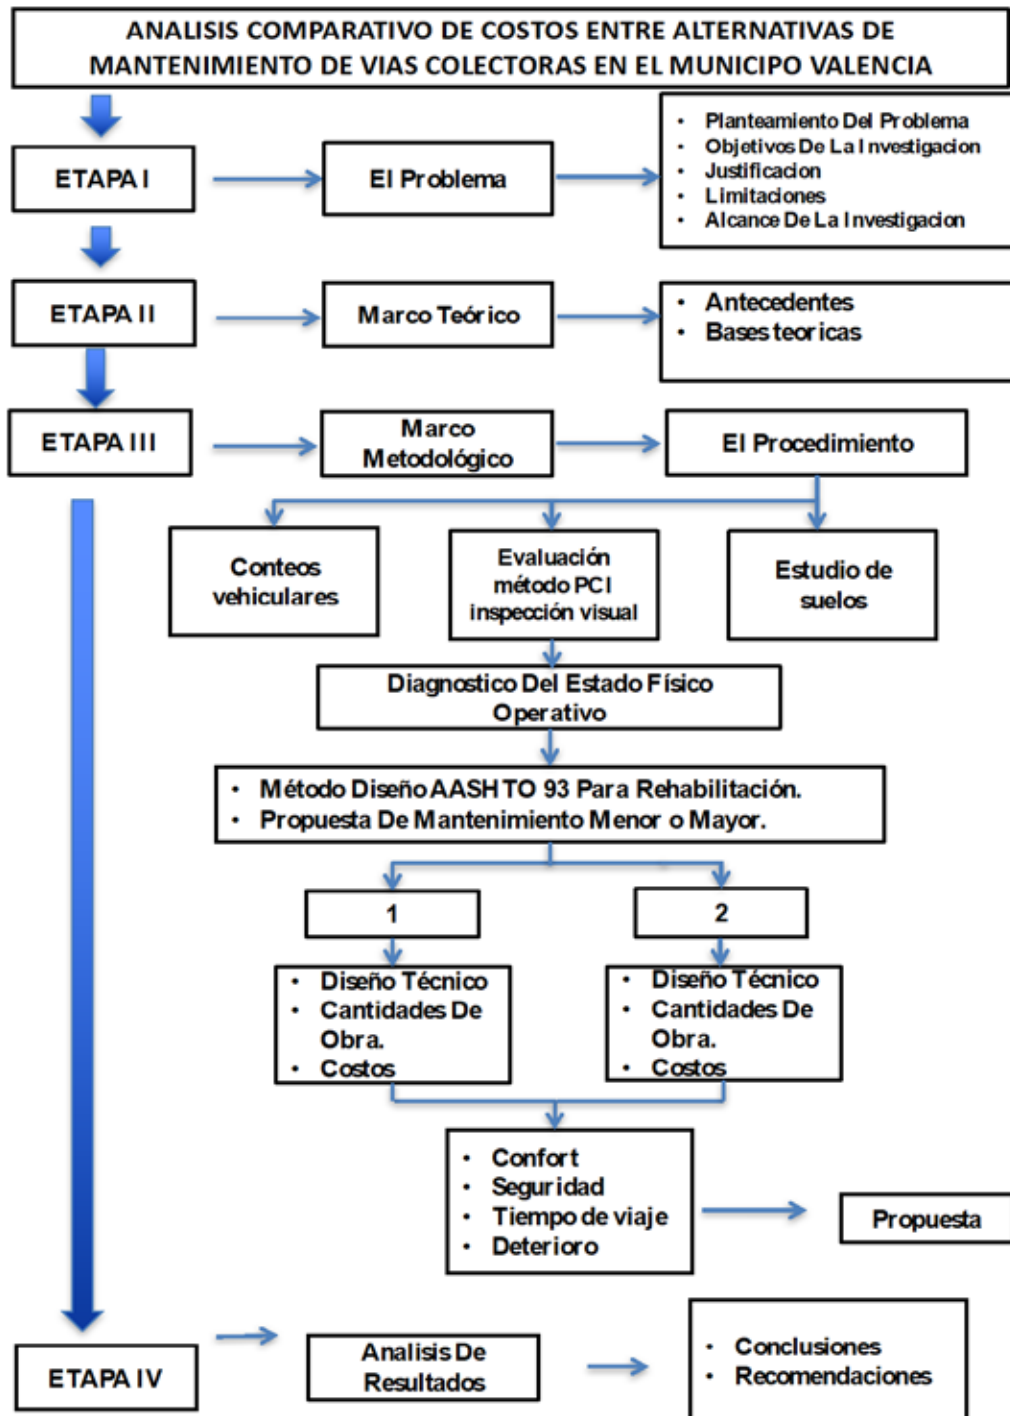 ANALISIS COMPARATIVO DE COSTOS ENTRE ALTERNATIVAS DE
MANTENIMIENTO DE VIAS COLECTORAS EN EL MUNICIPO VALENCIA
ETAPA I
El Problema
• Planteamiento Del Problema
• Objetivos De La Investigacion
• Justificacion
• Limitaciones
• Alcance De La Investigacion
ETAPA II
Marco Teórico
• Antecedentes
• Bases teoricas
ETAPA III
Marco
Metodológico
El Procedimiento
Conteos
vehiculares
Evaluación
método PCI
inspección visual
Estudio de
suelos
Diagnostico Del Estado Físico
Operativo
• Método Diseño AASHTO 93 Para Rehabilitación.
• Propuesta De Mantenimiento Menor o Mayor.
1
2
• Diseño Técnico
• Cantidades De
Obra.
• Costos
• Diseño Técnico
• Cantidades De
Obra.
• Costos
• Confort
• Seguridad
• Tiempo de viaje
• Deterioro
Propuesta
ETAPA IV
Analisis De
Resultados
• Conclusiones
• Recomendaciones